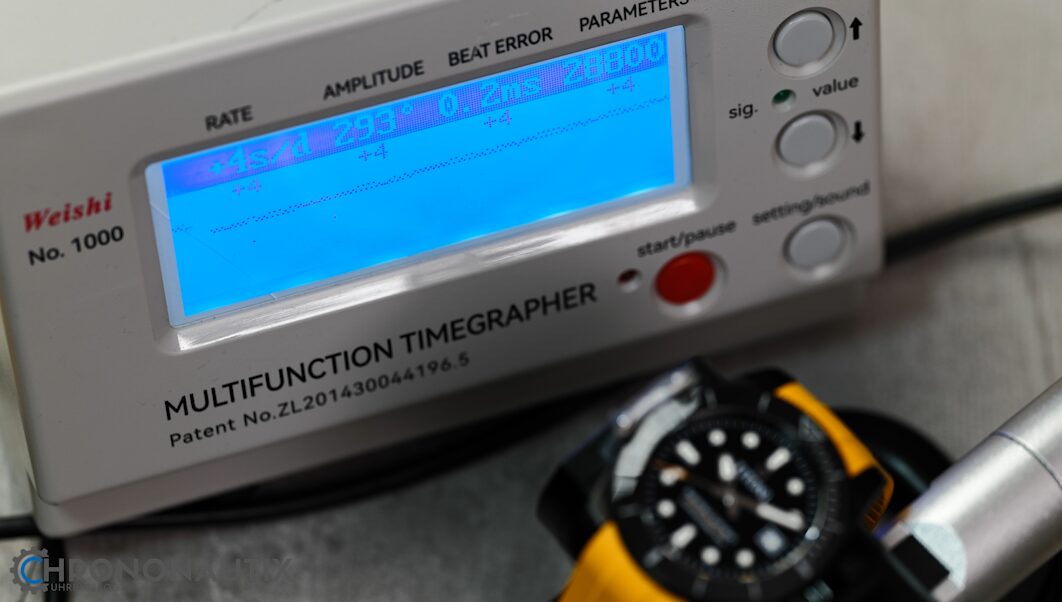 RATE AMPLITUDE BEAT ERROR PARAMETERS
+4s/d 293° 0.2ms 28800
+4 +4 +4 +4
Weishi
No. 1000
sig.
value
setting/sound
start/pause
MULTIFUNCTION TIMEGRAPHER
Patent No.ZL201430044196.5